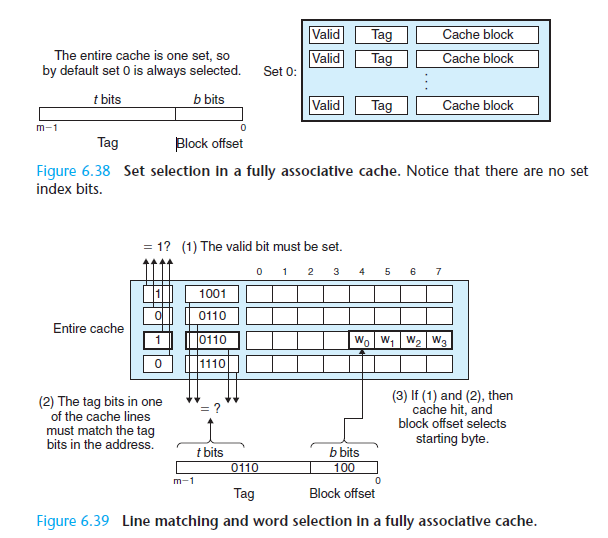 Valid Tag Cache block
The entire cache is one set, so
by default set 0 is always selected.
Set 0:
Valid Tag Cache block
Valid Tag Cache block
t bits b bits
m−1 0
Tag Block offset
Figure 6.38 Set selection in a fully associative cache. Notice that there are no set
index bits.
= 1? (1) The valid bit must be set.
0 1 2 3 4 5 6 7
1 1001
0 0110
Entire cache
1 0110 w0 w1 w2 w3
0 1110
(2) The tag bits in one
of the cache lines
must match the tag
bits in the address.
= ?
(3) If (1) and (2), then
cache hit, and
block offset selects
starting byte.
t bits b bits
0110 100
m−1 0
Tag Block offset
Figure 6.39 Line matching and word selection in a fully associative cache.